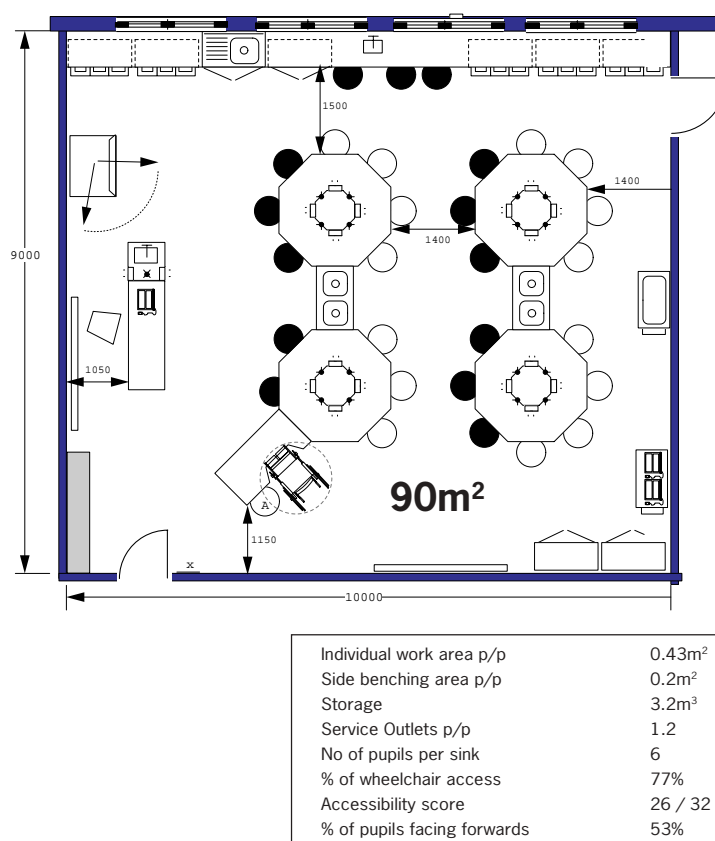 1500
1400
9000
1400
1050
90m²
A
1150
x
10000
Individual work area p/p 0.43m²
Side benching area p/p 0.2m²
Storage 3.2m³
Service Outlets p/p 1.2
No of pupils per sink 6
% of wheelchair access 77%
Accessibility score 26 / 32
% of pupils facing forwards 53%